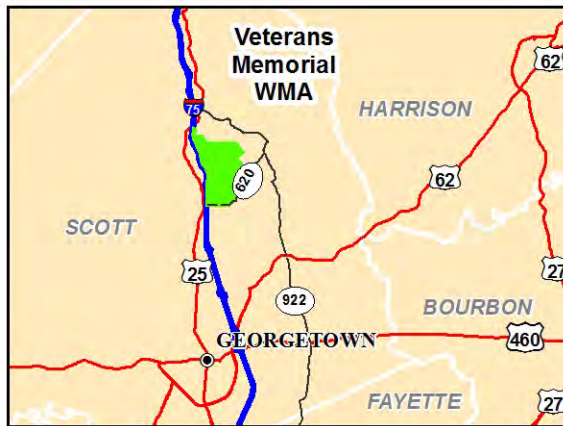 Veterans
Memorial
WMA
62
75
HARRISON
62
620
SCOTT
25
27
922
BOURBON
GEORGETOWN
460
FAYETTE
27